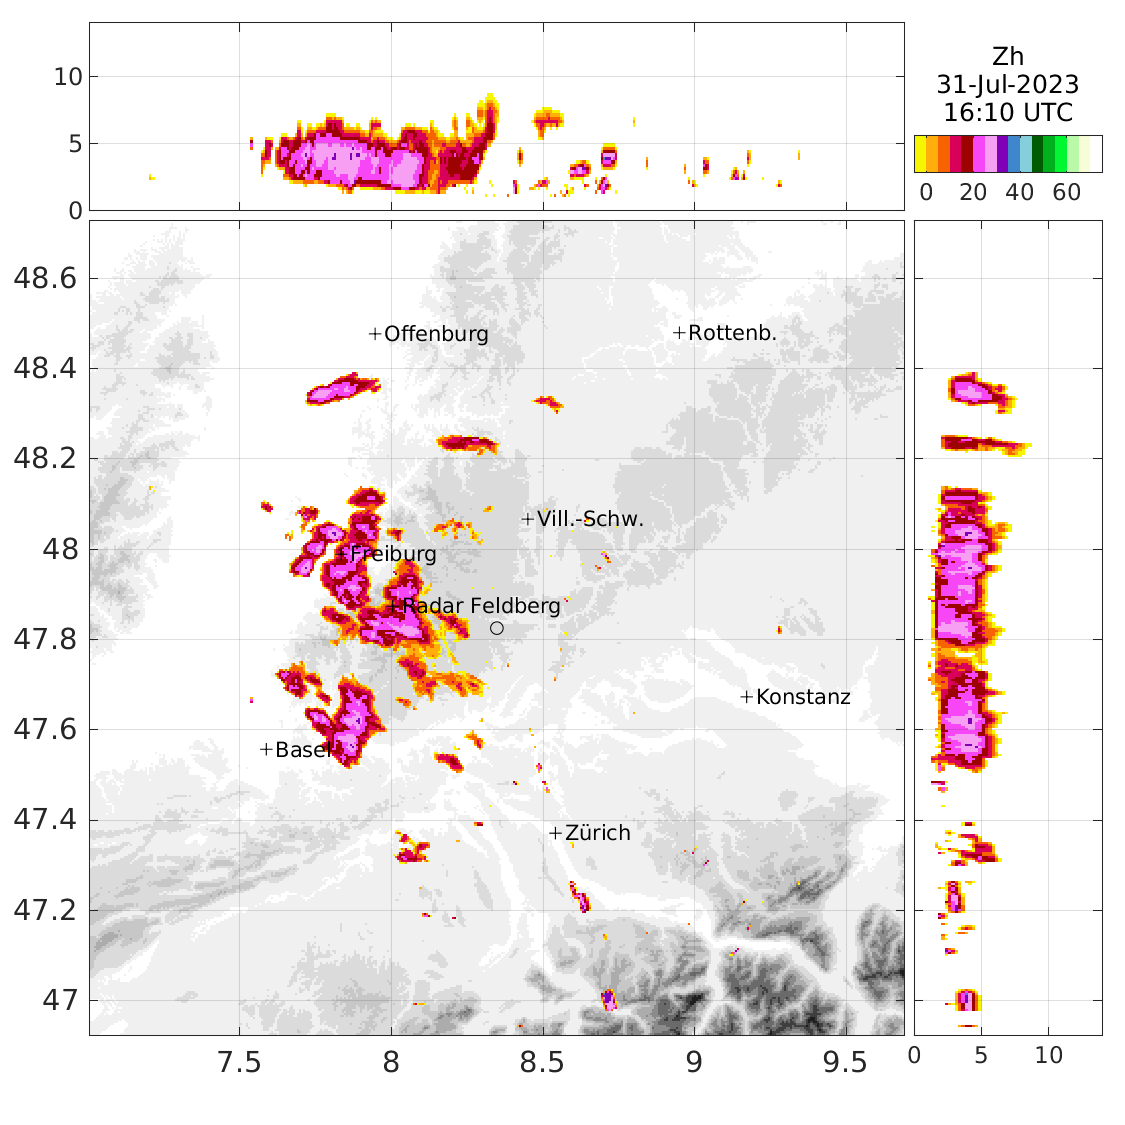 10
5
0
Zh
31-Jul-2023
16:10 UTC
0 20 40 60
48.6
48.4
48.2
48
47.8
47.6
47.4
47.2
47
+Offenburg
+Rottenb.
+Vill.-Schw.
+Freiburg
+Radar Feldberg
+Konstanz
+Basel
+Zürich
7.5 8 8.5 9 9.5
0 5 10